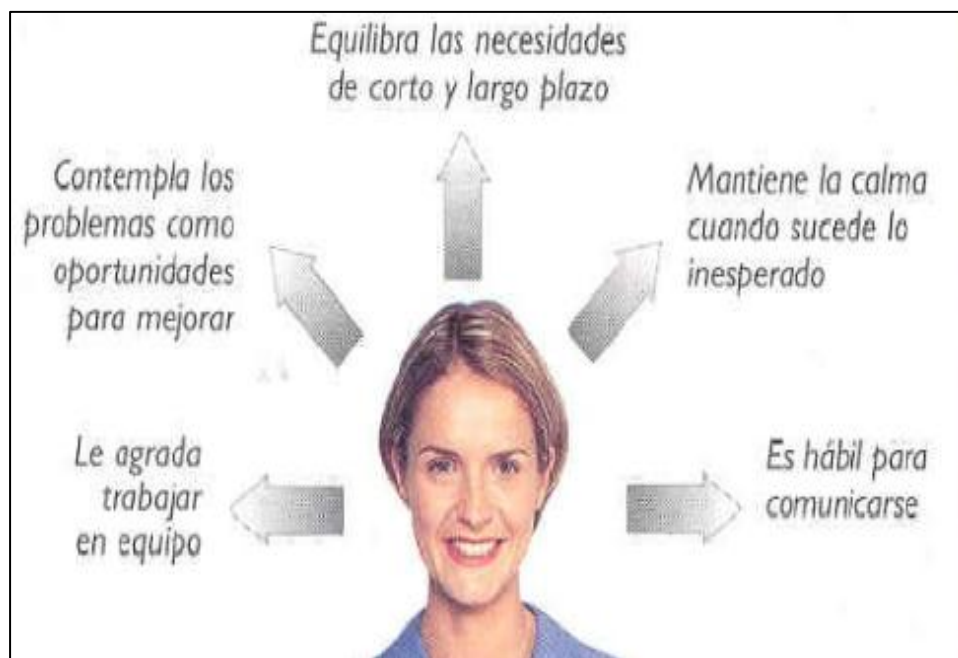 Equilibra las necesidades
de corto y largo plazo
Contempla los
problemas como
oportunidades
para mejorar
Mantiene la calma
cuando sucede lo
inesperado
Le agrada
trabajar
en equipo
Es hábil para
comunicarse